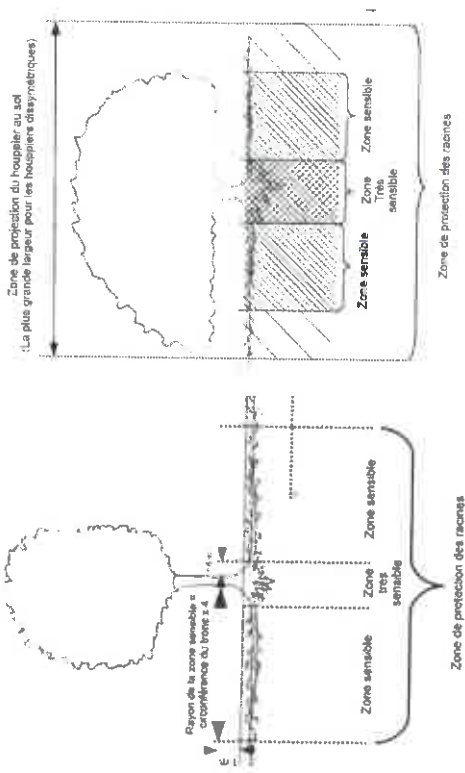 Zone de projection du houppier au sol
(La plus grande largeur pour les houppiers dissymétriques)
Zone sensible
Zone
Très
sensible
Zone sensible
Zone de protection des racines
Rayon de la zone sensible =
circonférence du tronc x 4
Zone sensible
Zone
très
sensible
Zone sensible
Zone de protection des racines